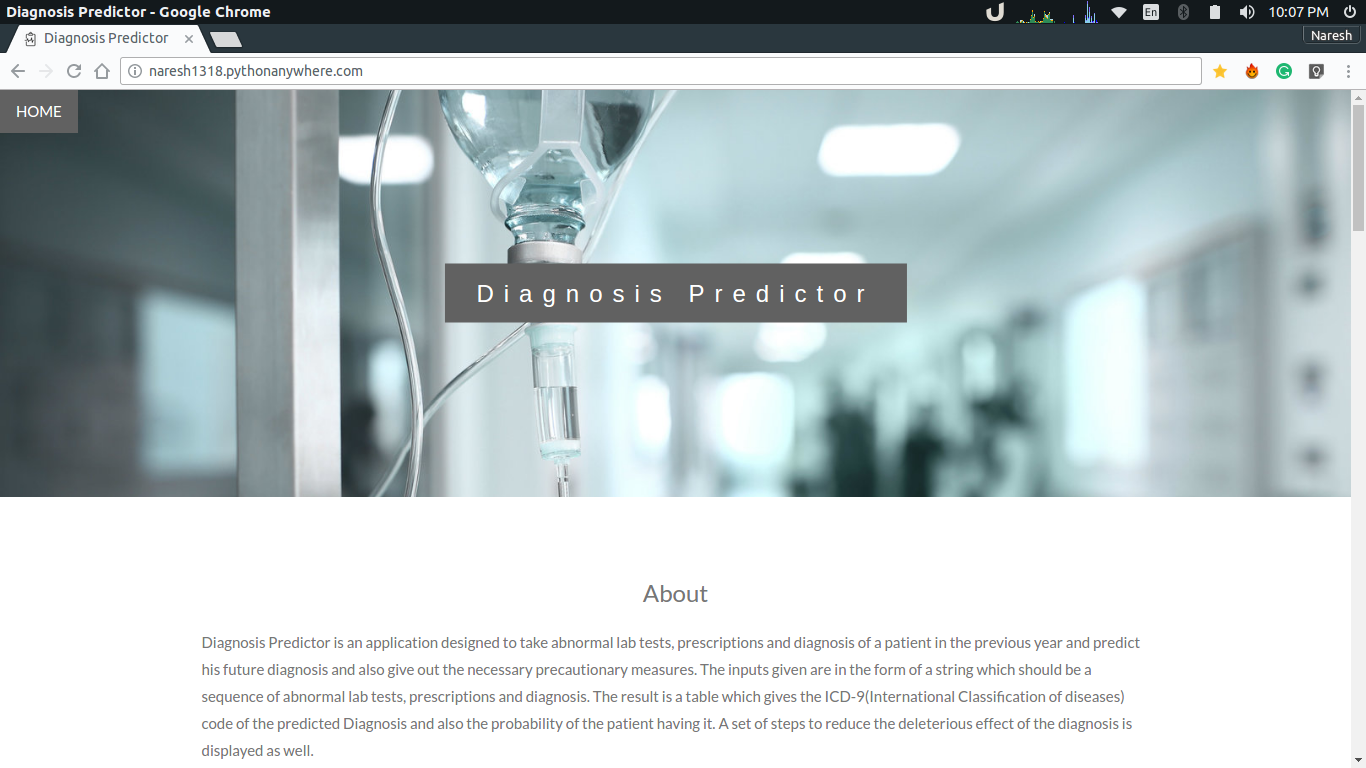 Diagnosis Predictor - Google Chrome
En
10:07 PM
Diagnosis Predictor
Naresh
naresh1318.pythonanywhere.com
HOME
Diagnosis Predictor
About
Diagnosis Predictor is an application designed to take abnormal lab tests, prescriptions and diagnosis of a patient in the previous year and predict
his future diagnosis and also give out the necessary precautionary measures. The inputs given are in the form of a string which should be a
sequence of abnormal lab tests, prescriptions and diagnosis. The result is a table which gives the ICD-9(International Classification of diseases)
code of the predicted Diagnosis and also the probability of the patient having it. A set of steps to reduce the deleterious effect of the diagnosis is
displayed as well.